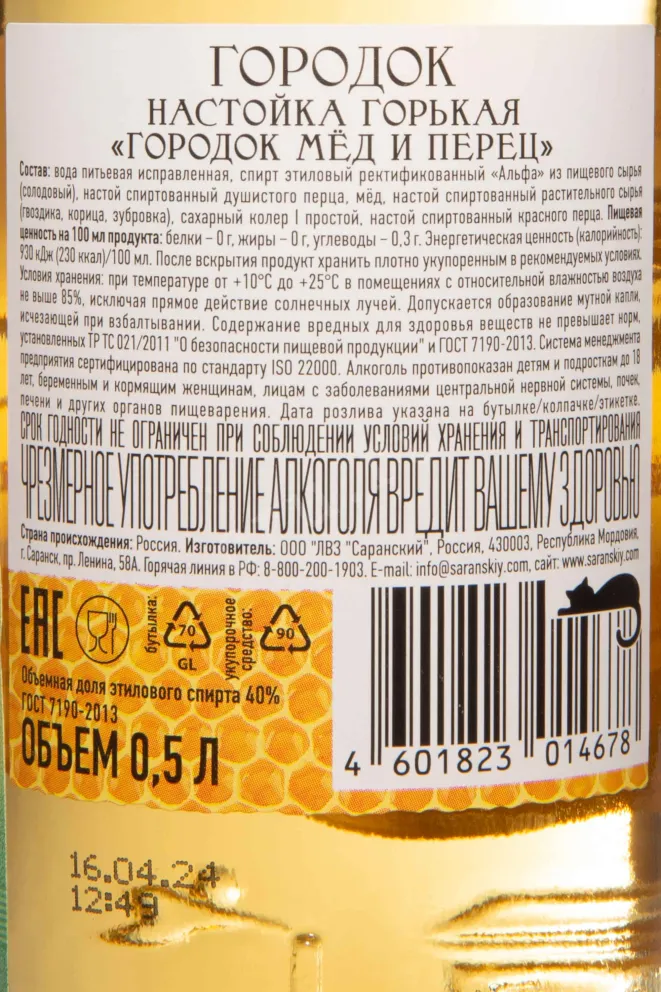 ГОРОДОК
НАСТОЙКА ГОРЬКАЯ
«ГОРОДОК МЁД И ПЕРЕЦ»
Состав: вода питьевая исправленная, спирт этиловый ректификованный «Альфа» из пищевого сырья
(солодовый), настой спиртованный душистого перца, мёд, настой спиртованный растительного сырья
(гвоздика, корица, зубровка), сахарный колер I простой, настой спиртованный красного перца. Пищевая
ценность на 100 мл продукта: белки – 0 г, жиры – 0 г, углеводы – 0,3 г. Энергетическая ценность (калорийность):
930 кДж (230 ккал)/100 мл. После вскрытия продукт хранить плотно укупоренным в рекомендуемых условиях.
Условия хранения: при температуре от +10°С до +25°С в помещениях с относительной влажностью воздуха
не выше 85%, исключая прямое действие солнечных лучей. Допускается образование мутной капли,
исчезающей при взбалтывании. Содержание вредных для здоровья веществ не превышает норм,
установленных ТР ТС 021/2011 "О безопасности пищевой продукции" и ГОСТ 7190-2013. Система менеджмента
предприятия сертифицирована по стандарту ISO 22000. Алкоголь противопоказан детям и подросткам до 18
лет, беременным и кормящим женщинам, лицам с заболеваниями центральной нервной системы, почек,
печени и других органов пищеварения. Дата розлива указана на бутылке/колпачке/этикетке.
СРОК ГОДНОСТИ НЕ ОГРАНИЧЕН ПРИ СОБЛЮДЕНИИ УСЛОВИЙ ХРАНЕНИЯ И ТРАНСПОРТИРОВАНИЯ
ЧРЕЗМЕРНОЕ УПОТРЕБЛЕНИЕ АЛКОГОЛЯ ВРЕДИТ ВАШЕМУ ЗДОРОВЬЮ
Страна происхождения: Россия. Изготовитель: ООО "ЛВЗ "Саранский", Россия, 430003, Республика Мордовия,
г. Саранск, пр. Ленина, 58А. Горячая линия в РФ: 8-800-200-1903. E-mail: info@saranskiy.com, сайт: www.saranskiy.com
ЕАС
бутылка:
70
GL
укупорочное
средство:
90
Объемная доля этилового спирта 40%
ГОСТ 7190-2013
ОБЪЕМ 0,5 Л
4 601823 014678
16.04.24
12:49